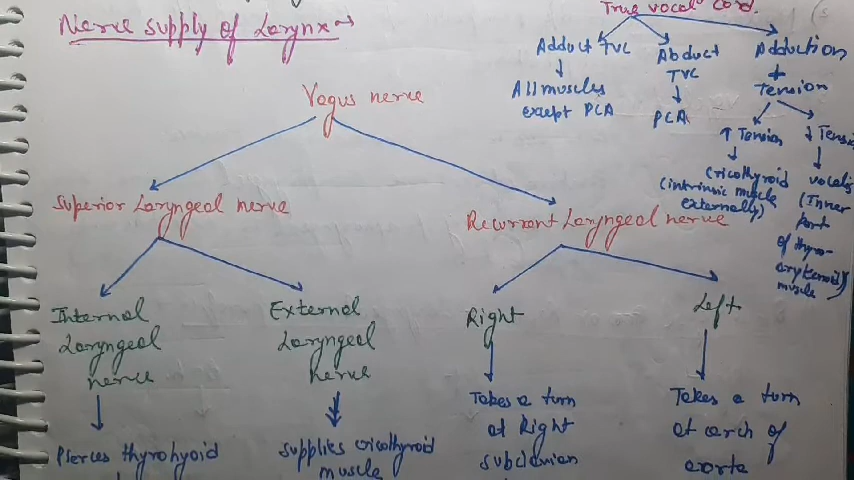 Nerve supply of Larynx
True vocal cord.
Adduct TVL
All muscles
except PCA
Abduct
TVC
PCA
Adduction
+
Tension
↑ Tension
Cricothyroid
(intrinsic muscle
externally)
↓ Tensi
vocalis
(Inner
part
of thyro-
arytenoid)
muscle
Vagus nerve
Superior Laryngeal nerve
Recurrant Laryngeal nerve
Internal
Laryngeal
nerve
Pierces thyrohyoid
External
Laryngeal
nerve
Supplies cricothyroid
muscle
Right
Takes a turn
at Right
subclavian
Left
Takes a turn
at arch of
aorta